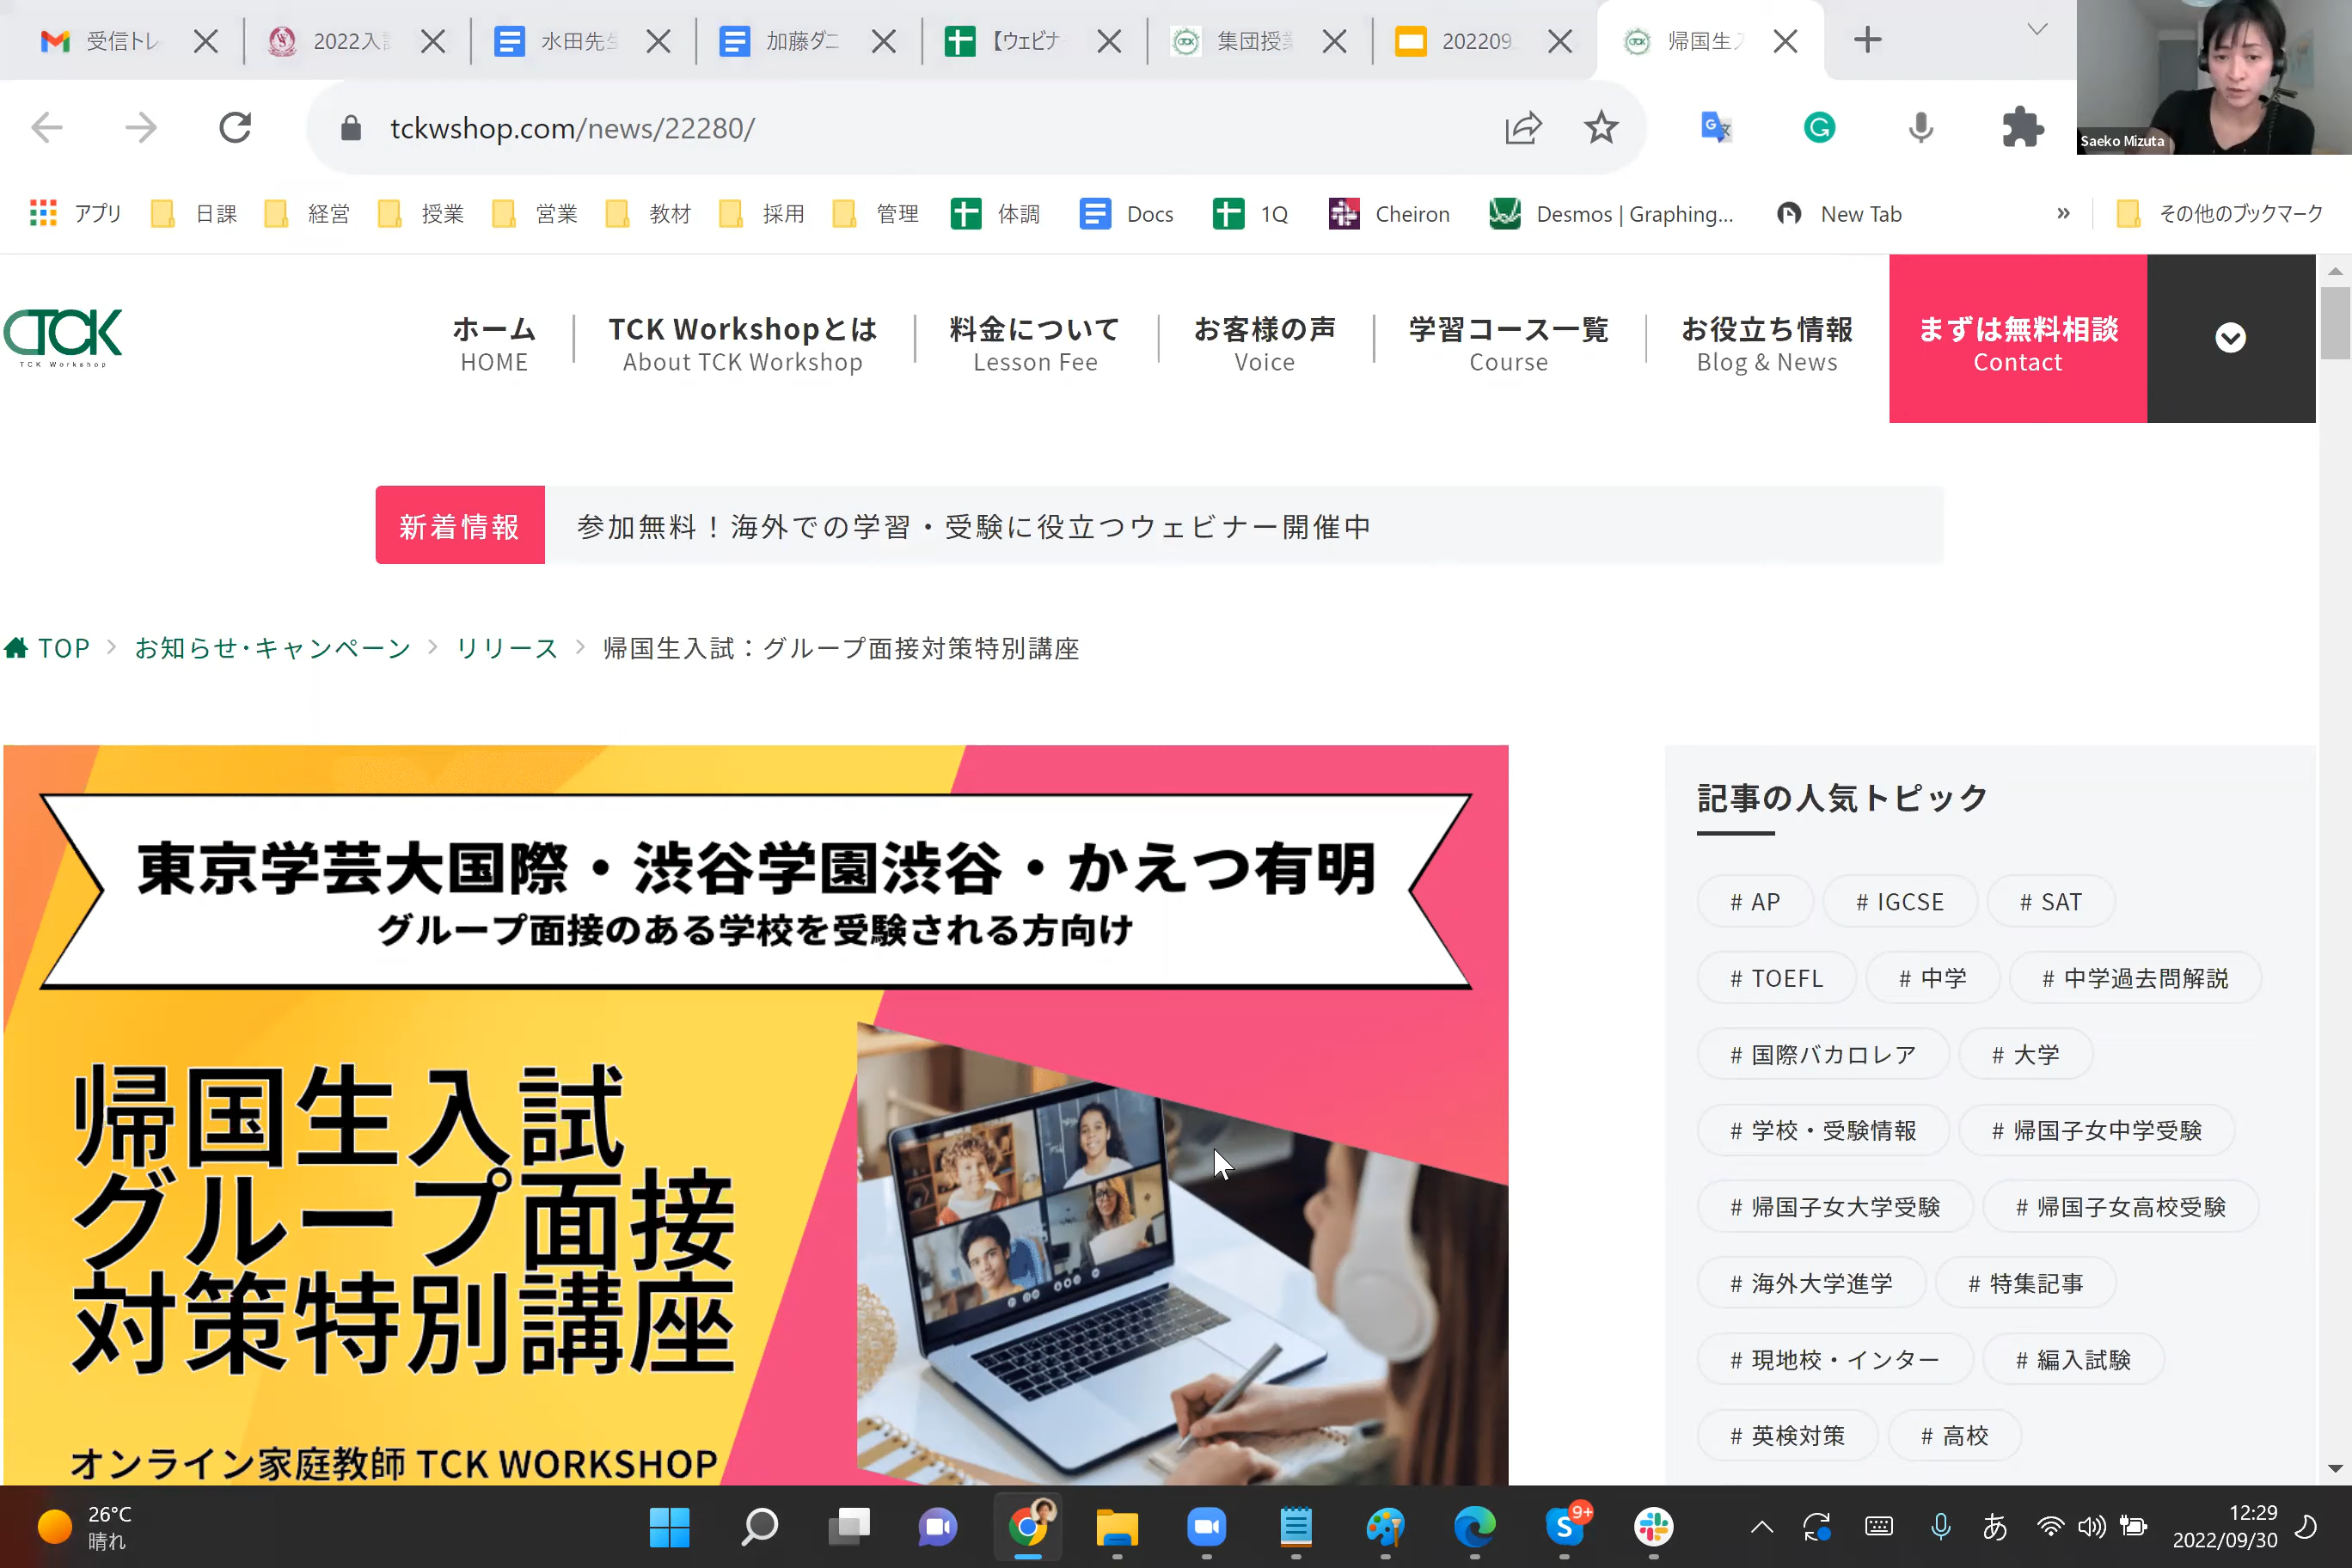 受信トレ
2022入
水田先生
加藤ダニ
【ウェビナ
集団授業
202209
帰国生入
tckwshop.com/news/22280/
Saeko Mizuta
アプリ 日課 経営 授業 営業 教材 採用 管理 体調 Docs 1Q Cheiron Desmos | Graphing... New Tab » その他のブックマーク
TCK
TCK Workshop
ホーム
HOME
TCK Workshopとは
About TCK Workshop
料金について
Lesson Fee
お客様の声
Voice
学習コース一覧
Course
お役立ち情報
Blog & News
まずは無料相談
Contact
新着情報 参加無料！海外での学習・受験に役立つウェビナー開催中
TOP > お知らせ･キャンペーン > リリース > 帰国生入試：グループ面接対策特別講座
東京学芸大国際・渋谷学園渋谷・かえつ有明
グループ面接のある学校を受験される方向け
帰国生入試
グループ面接
対策特別講座
オンライン家庭教師 TCK WORKSHOP
記事の人気トピック
# AP # IGCSE # SAT
# TOEFL # 中学 # 中学過去問解説
# 国際バカロレア # 大学
# 学校・受験情報 # 帰国子女中学受験
# 帰国子女大学受験 # 帰国子女高校受験
# 海外大学進学 # 特集記事
# 現地校・インター # 編入試験
# 英検対策 # 高校
26°C
晴れ
9+
あ
12:29
2022/09/30